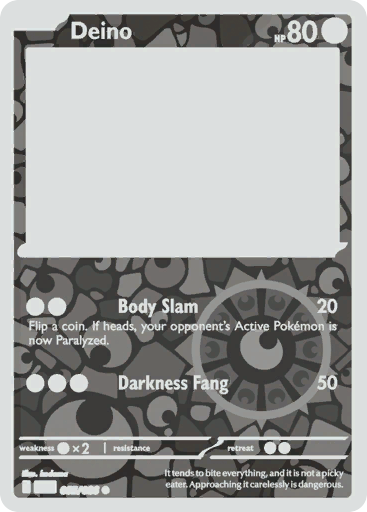 Deino
HP 80
Body Slam 20
Flip a coin. If heads, your opponent's Active Pokémon is
now Paralyzed.
Darkness Fang 50
weakness ×2 resistance retreat
It tends to bite everything, and it is not a picky
eater. Approaching it carelessly is dangerous.